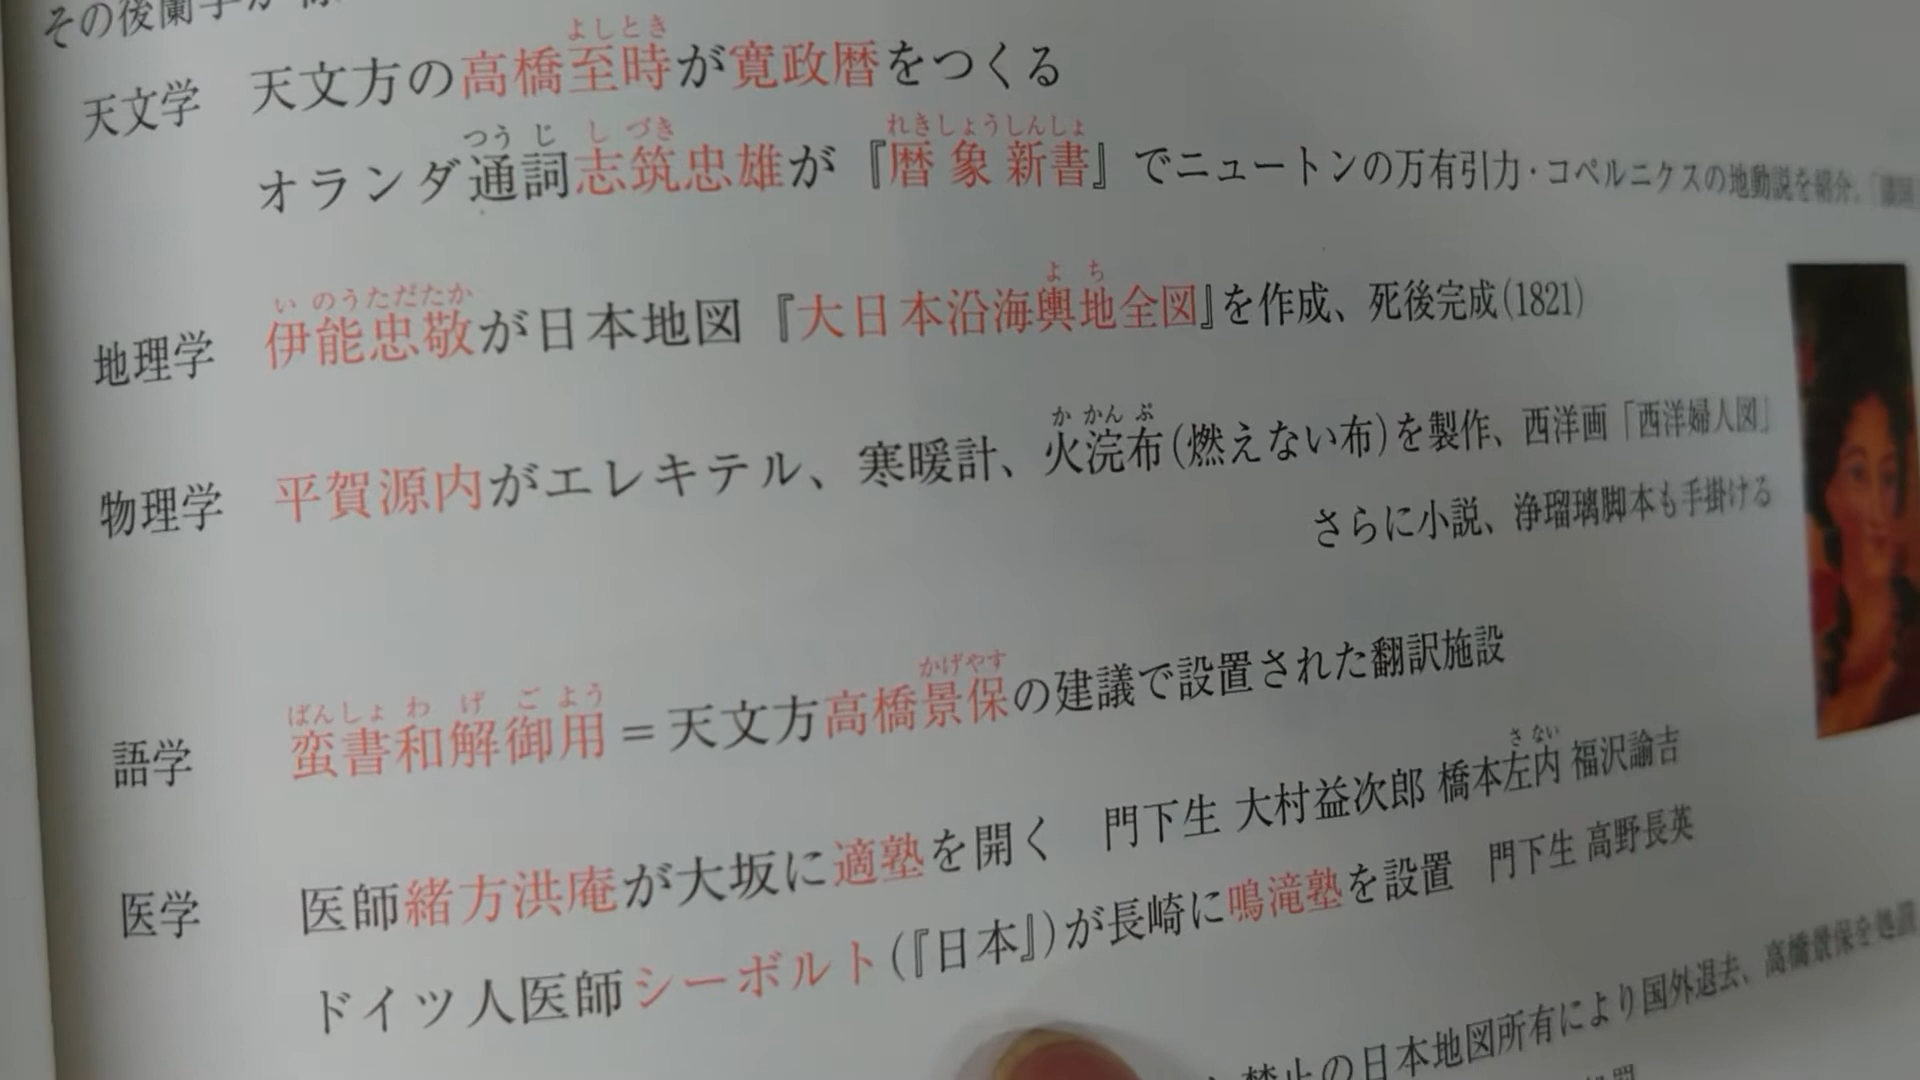 その後蘭学が
よしとき
天文学 天文方の高橋至時が寛政暦をつくる
つうじ しづき れきしょうしんしょ
オランダ通詞志筑忠雄が『暦象新書』でニュートンの万有引力・コペルニクスの地動説を紹介、「鎖国
いのうただたか よち
地理学 伊能忠敬が日本地図『大日本沿海輿地全図』を作成、死後完成(1821)
かかんぷ
物理学 平賀源内がエレキテル、寒暖計、火浣布(燃えない布)を製作、西洋画「西洋婦人図」
さらに小説、浄瑠璃脚本も手掛ける
ばんしょわげごよう かげやす
語学 蛮書和解御用＝天文方高橋景保の建議で設置された翻訳施設
さない
医学 医師緒方洪庵が大坂に適塾を開く 門下生 大村益次郎 橋本左内 福沢諭吉
ドイツ人医師シーボルト(『日本』)が長崎に鳴滝塾を設置 門下生 高野長英
禁止の日本地図所有により国外退去、高橋景保を処罰